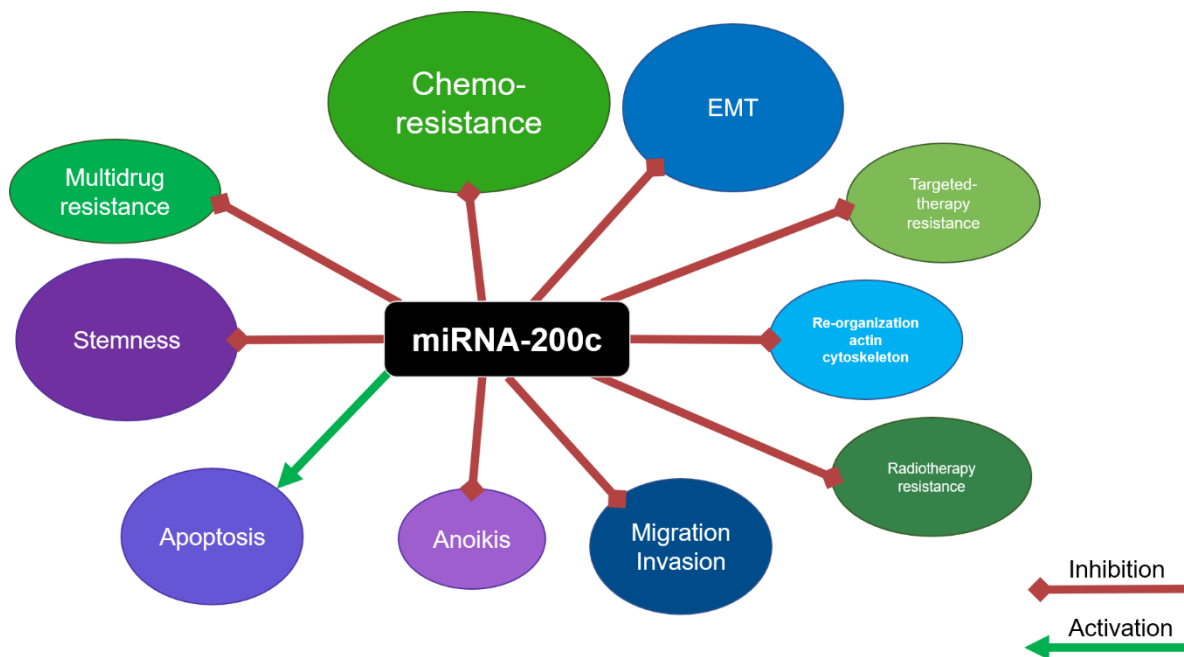 Chemo-
resistance
EMT
Multidrug
resistance
Targeted-
therapy
resistance
Stemness
miRNA-200c
Re-organization
actin
cytoskeleton
Apoptosis
Anoikis
Migration
Invasion
Radiotherapy
resistance
Inhibition
Activation